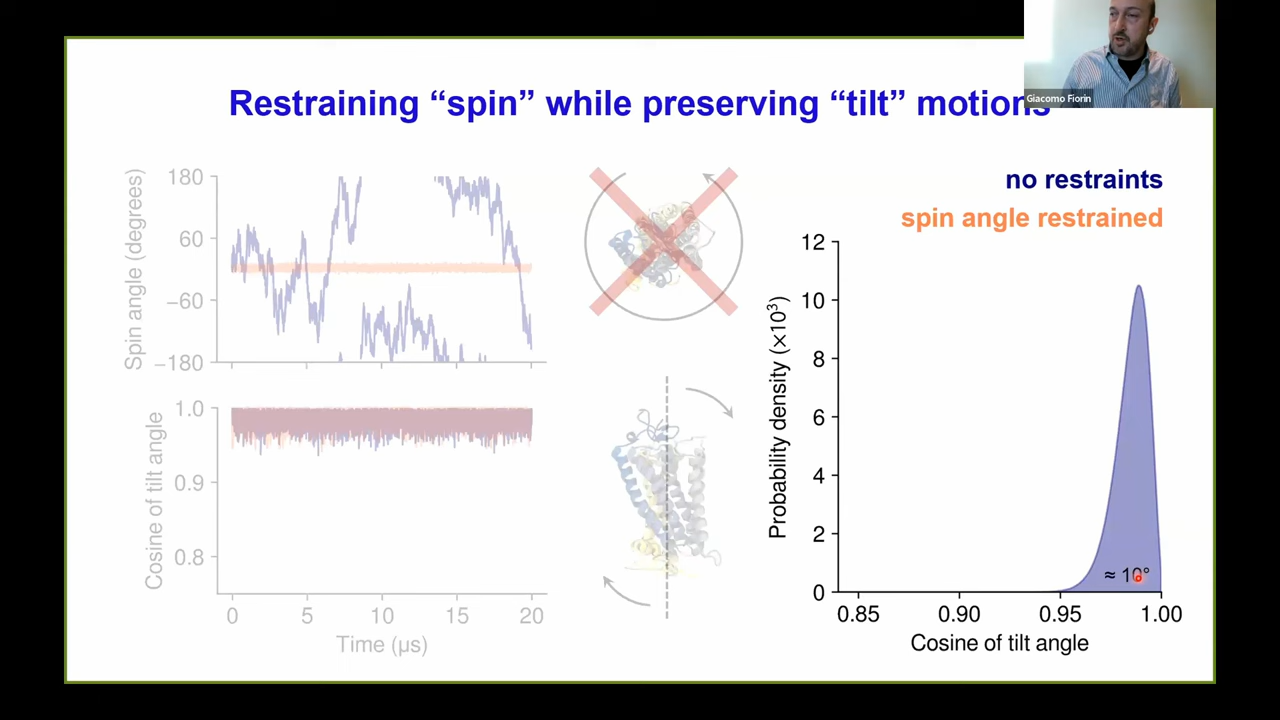 Giacomo Fiorin
Restraining “spin” while preserving “tilt” motions
no restraints
spin angle restrained
Spin angle (degrees)
180
60
−60
−180
Cosine of tilt angle
1.0
0.9
0.8
0 5 10 15 20
Time (µs)
Probability density (×10³)
12
10
8
6
4
2
0
≈ 10°
0.85 0.90 0.95 1.00
Cosine of tilt angle